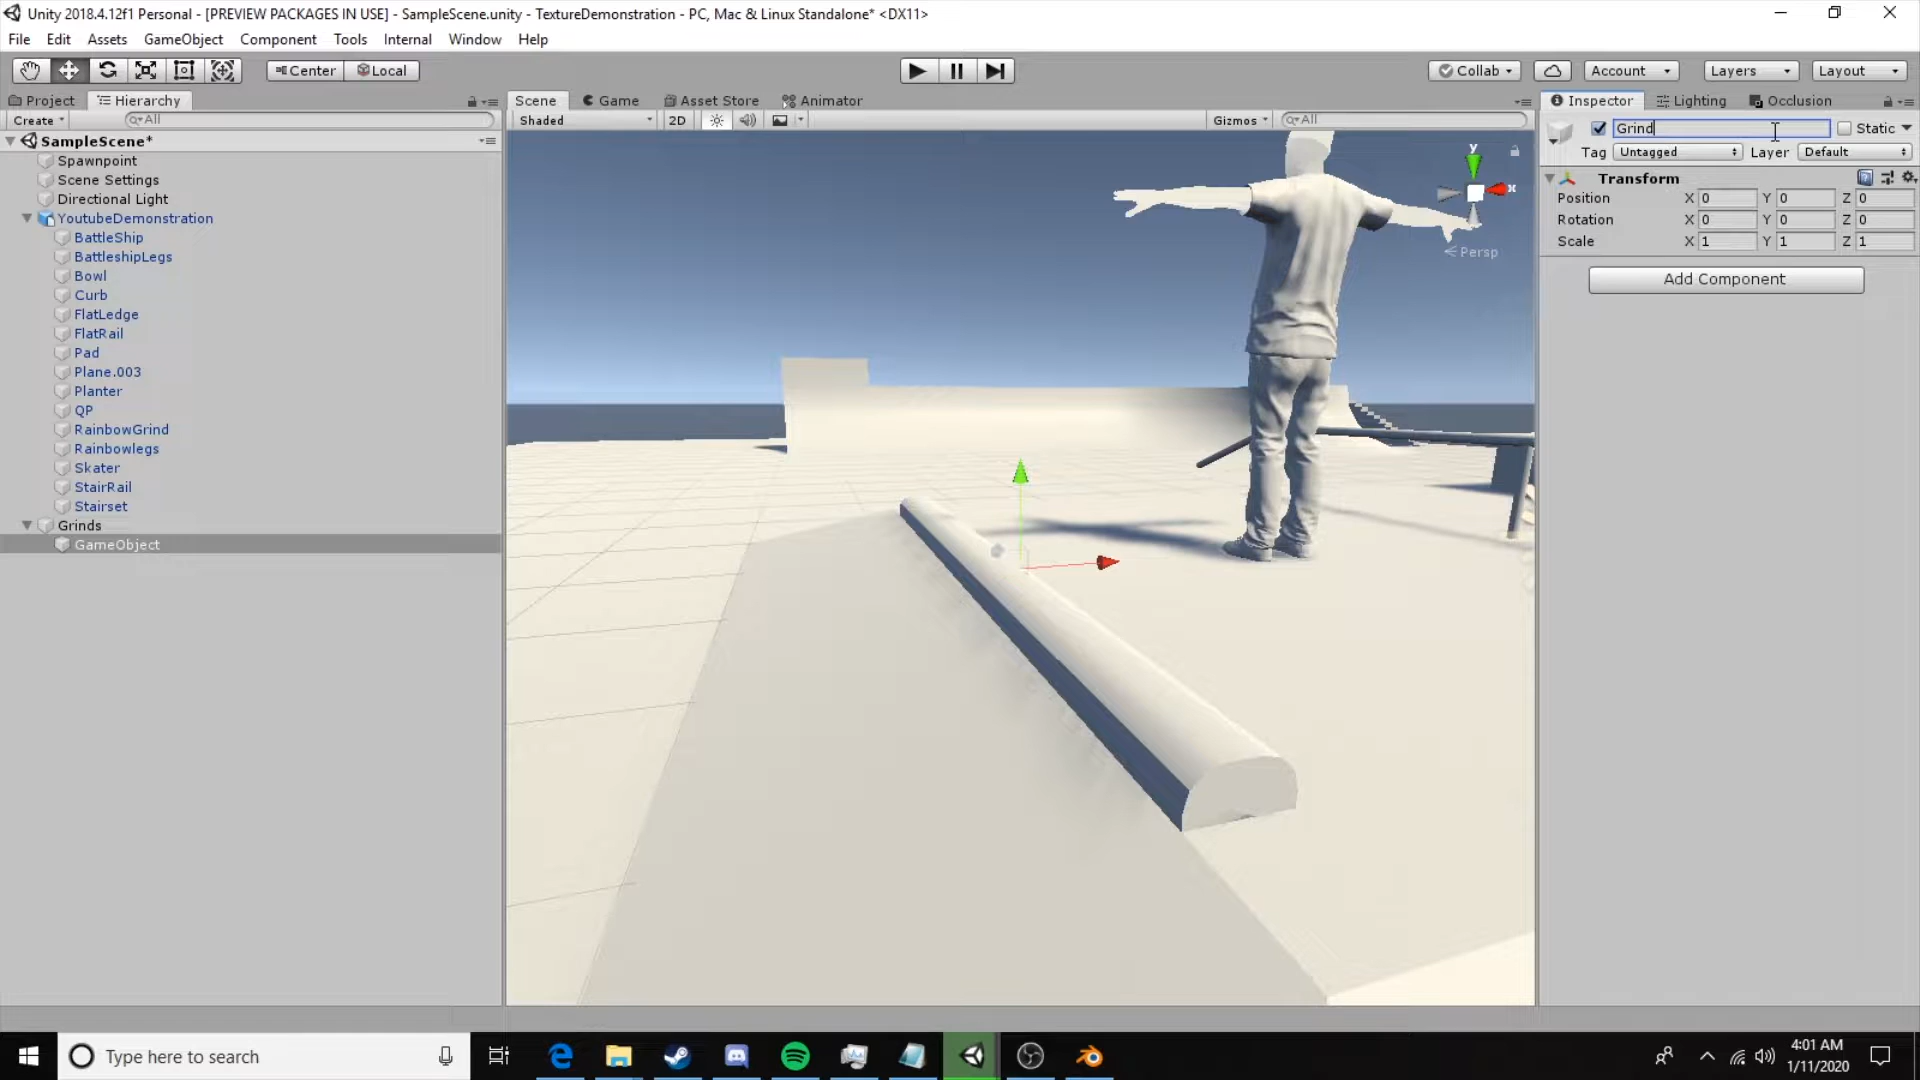 Unity 2018.4.12f1 Personal - [PREVIEW PACKAGES IN USE] - SampleScene.unity - TextureDemonstration - PC, Mac & Linux Standalone* <DX11>
File Edit Assets GameObject Component Tools Internal Window Help
Center Local Collab Account Layers Layout
Project Hierarchy Scene Game Asset Store Animator Inspector Lighting Occlusion
Create All Shaded 2D Gizmos All
SampleScene*
Spawnpoint
Scene Settings
Directional Light
YoutubeDemonstration
BattleShip
BattleshipLegs
Bowl
Curb
FlatLedge
FlatRail
Pad
Plane.003
Planter
QP
RainbowGrind
Rainbowlegs
Skater
StairRail
Stairset
Grinds
GameObject
y
x
Persp
Grind Static
Tag Untagged Layer Default
Transform
Position X 0 Y 0 Z 0
Rotation X 0 Y 0 Z 0
Scale X 1 Y 1 Z 1
Add Component
Type here to search
4:01 AM
1/11/2020